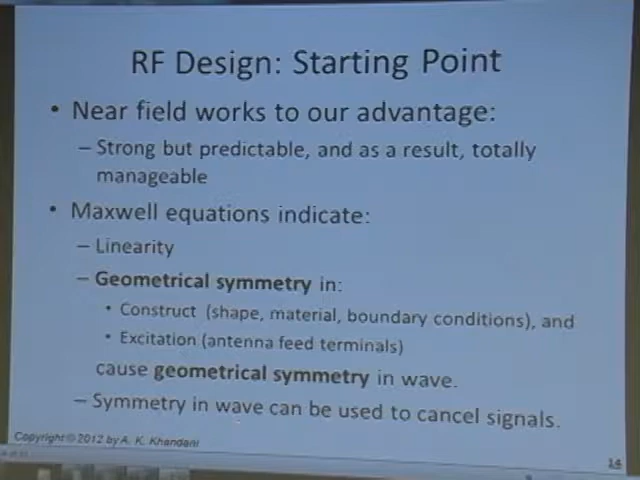 RF Design: Starting Point
• Near field works to our advantage:
– Strong but predictable, and as a result, totally
manageable
• Maxwell equations indicate:
– Linearity
– Geometrical symmetry in:
• Construct (shape, material, boundary conditions), and
• Excitation (antenna feed terminals)
cause geometrical symmetry in wave.
– Symmetry in wave can be used to cancel signals.
Copyright © 2012 by A. K. Khandani
14